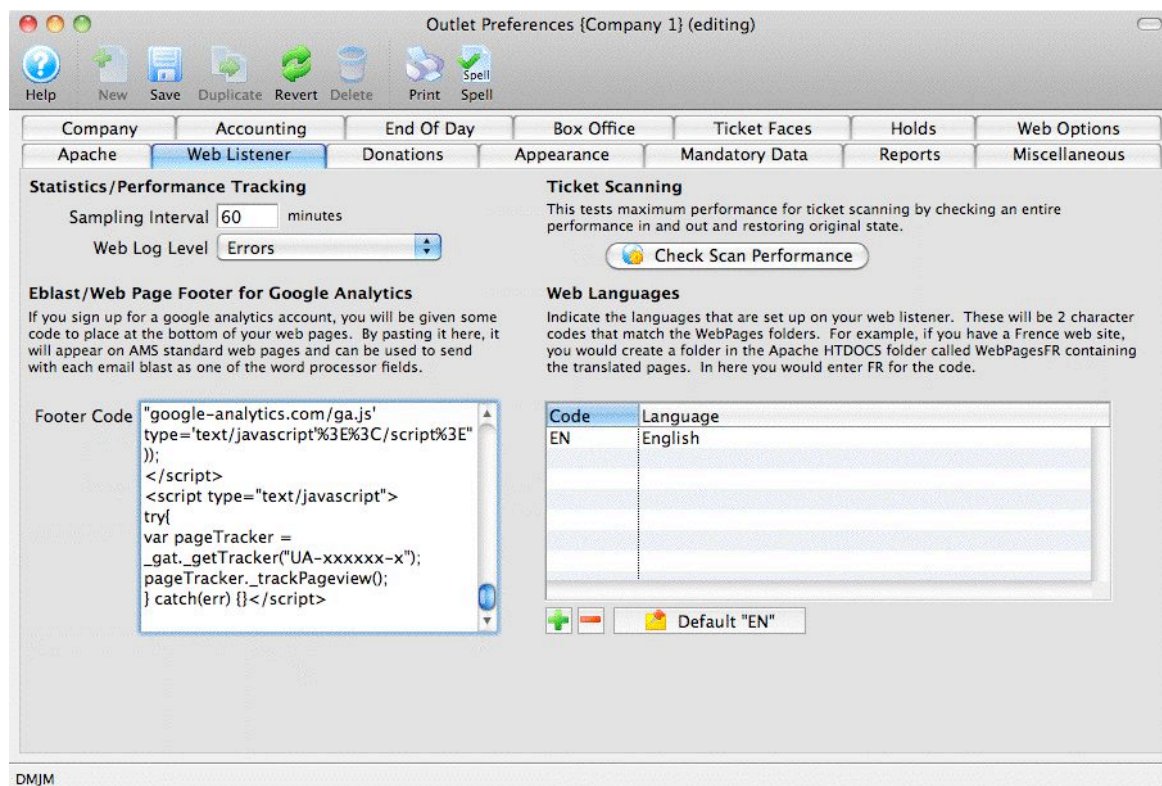 Outlet Preferences {Company 1} (editing)
Help New Save Duplicate Revert Delete Print Spell
Spell
Company Accounting End Of Day Box Office Ticket Faces Holds Web Options
Apache Web Listener Donations Appearance Mandatory Data Reports Miscellaneous
Statistics/Performance Tracking
Sampling Interval 60 minutes
Web Log Level Errors
Eblast/Web Page Footer for Google Analytics
If you sign up for a google analytics account, you will be given some
code to place at the bottom of your web pages. By pasting it here, it
will appear on AMS standard web pages and can be used to send
with each email blast as one of the word processor fields.
Footer Code
"google-analytics.com/ga.js'
type='text/javascript'%3E%3C/script%3E"
));
</script>
<script type="text/javascript">
try{
var pageTracker =
_gat._getTracker("UA-xxxxxx-x");
pageTracker._trackPageview();
} catch(err) {}</script>
Ticket Scanning
This tests maximum performance for ticket scanning by checking an entire
performance in and out and restoring original state.
Check Scan Performance
Web Languages
Indicate the languages that are set up on your web listener. These will be 2 character
codes that match the WebPages folders. For example, if you have a Frence web site,
you would create a folder in the Apache HTDOCS folder called WebPagesFR containing
the translated pages. In here you would enter FR for the code.
Code Language
EN English
Default "EN"
DMJM